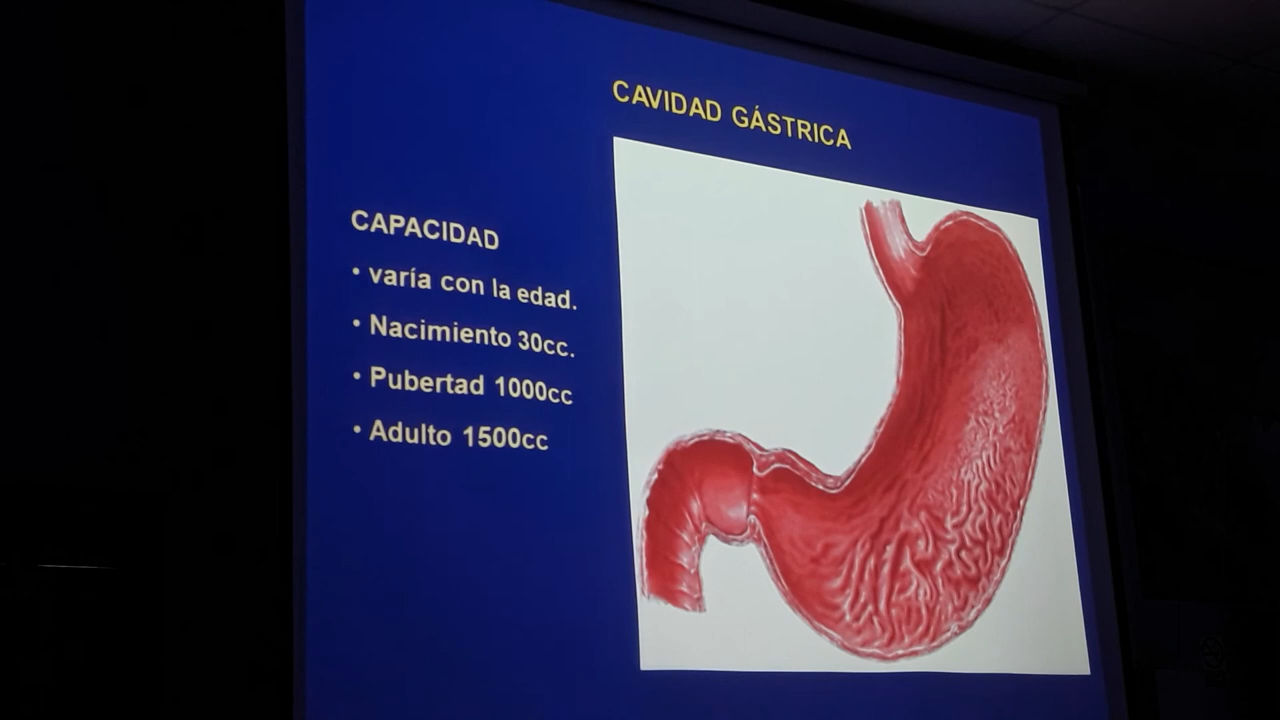 CAVIDAD GÁSTRICA
CAPACIDAD
• varía con la edad.
• Nacimiento 30cc.
• Pubertad 1000cc
• Adulto 1500cc